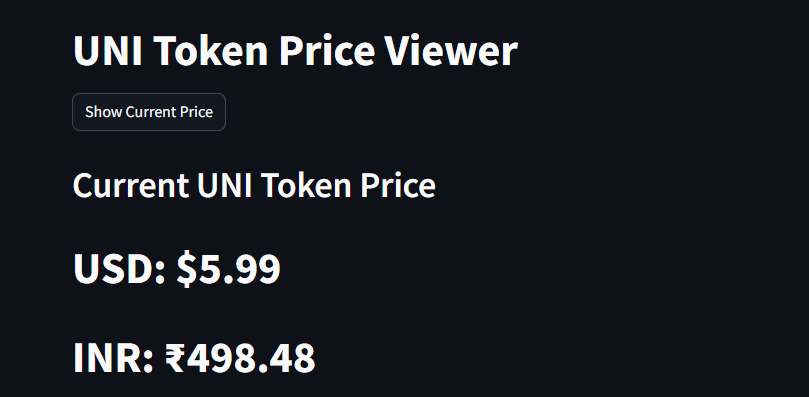 UNI Token Price Viewer
Show Current Price
Current UNI Token Price
USD: $5.99
INR: ₹498.48